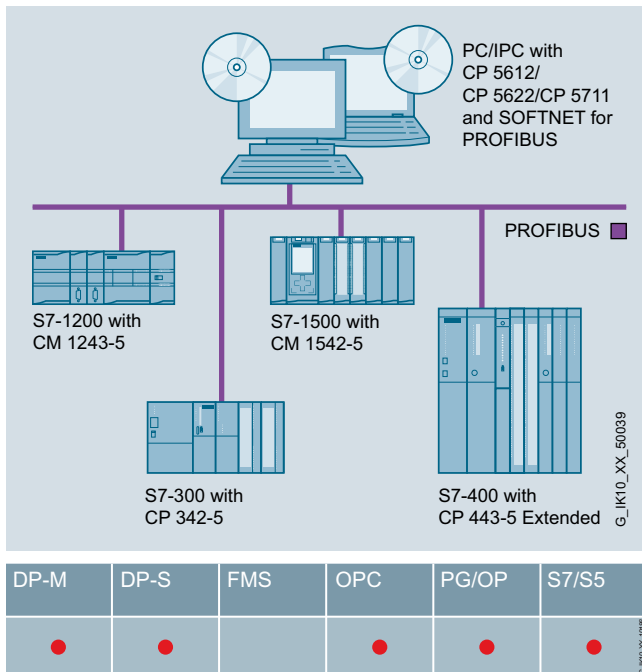 PC/IPC with
CP 5612/
CP 5622/CP 5711
and SOFTNET for
PROFIBUS
PROFIBUS
S7-1200 with
CM 1243-5
S7-1500 with
CM 1542-5
S7-300 with
CP 342-5
S7-400 with
CP 443-5 Extended
G_IK10_XX_50039
DP-M DP-S FMS OPC PG/OP S7/S5